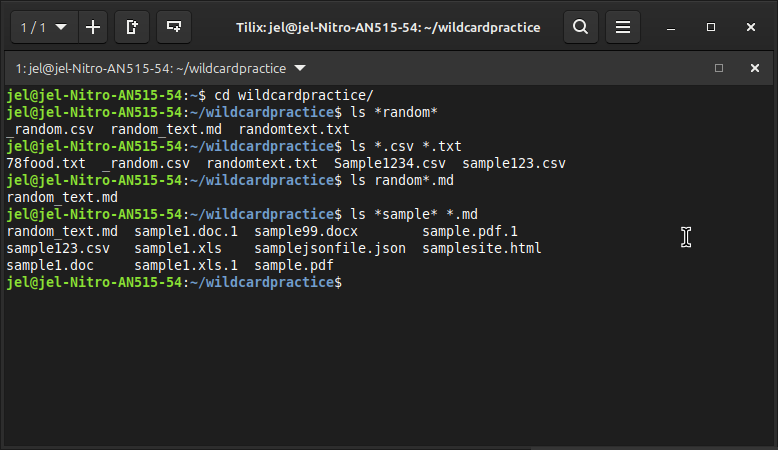 1 / 1
Tilix: jel@jel-Nitro-AN515-54: ~/wildcardpractice
1: jel@jel-Nitro-AN515-54: ~/wildcardpractice
jel@jel-Nitro-AN515-54:~$ cd wildcardpractice/
jel@jel-Nitro-AN515-54:~/wildcardpractice$ ls *random*
_random.csv  random_text.md  randomtext.txt
jel@jel-Nitro-AN515-54:~/wildcardpractice$ ls *.csv *.txt
78food.txt  _random.csv  randomtext.txt  Sample1234.csv  sample123.csv
jel@jel-Nitro-AN515-54:~/wildcardpractice$ ls random*.md
random_text.md
jel@jel-Nitro-AN515-54:~/wildcardpractice$ ls *sample* *.md
random_text.md  sample1.doc.1  sample99.docx        sample.pdf.1
sample123.csv   sample1.xls    samplejsonfile.json  samplesite.html
sample1.doc     sample1.xls.1  sample.pdf
jel@jel-Nitro-AN515-54:~/wildcardpractice$